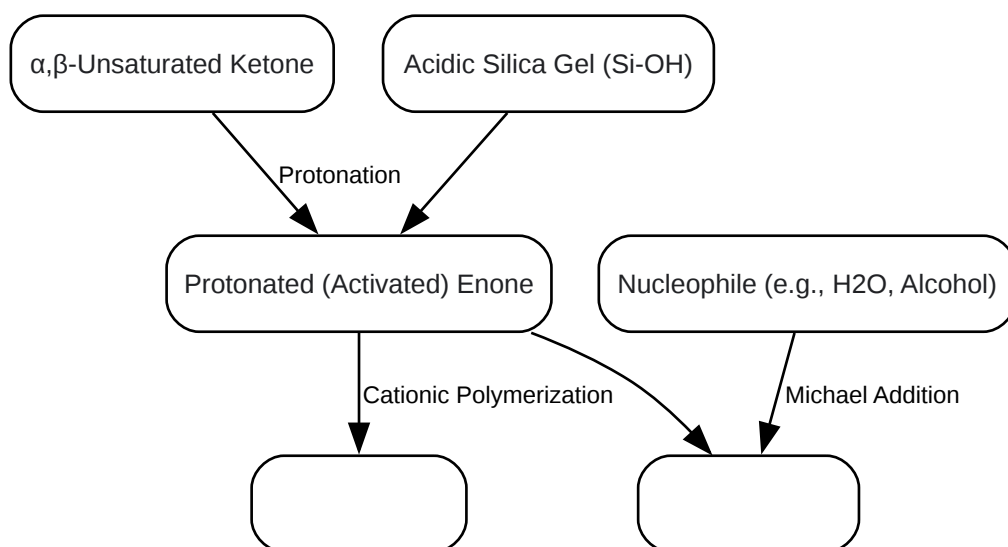 α,β-Unsaturated Ketone
Acidic Silica Gel (Si-OH)
Protonation
Protonated (Activated) Enone
Nucleophile (e.g., H2O, Alcohol)
Cationic Polymerization
Michael Addition